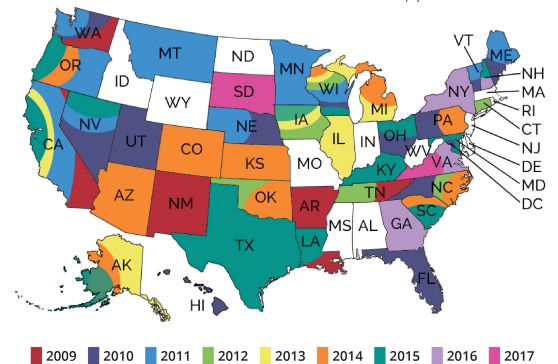 WA
MT
ND
MN
VT
ME
OR
ID
SD
WI
NH
WY
MI
NY
MA
NV
NE
IA
PA
RI
CA
UT
CO
IL
IN
OH
CT
KS
MO
WV
VA
NJ
KY
DE
AZ
NM
OK
AR
TN
NC
MD
SC
DC
TX
LA
MS
AL
GA
AK
HI
FL
2009 2010 2011 2012 2013 2014 2015 2016 2017